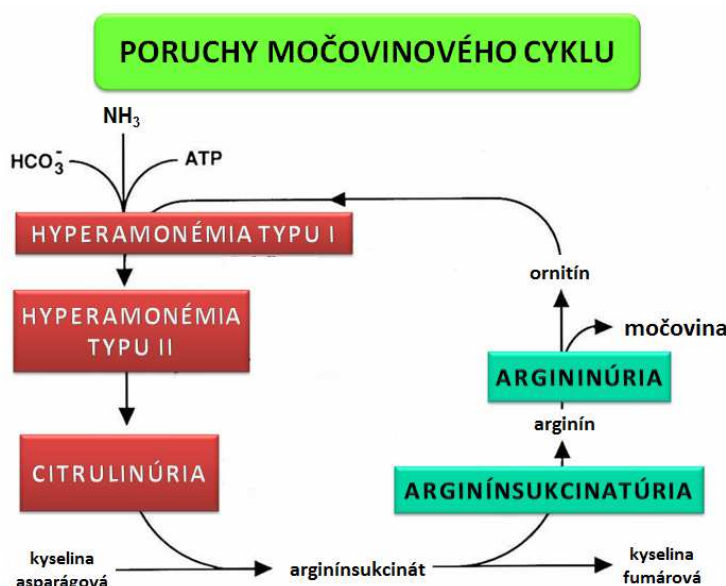 PORUCHY MOČOVINOVÉHO CYKLU
NH3
HCO3-
ATP
HYPERAMONÉMIA TYPU I
HYPERAMONÉMIA
TYPU II
CITRULINÚRIA
kyselina
asparágová
arginínsukcinát
kyselina
fumárová
ARGINÍNSUKCINATÚRIA
arginín
ARGININÚRIA
močovina
ornitín